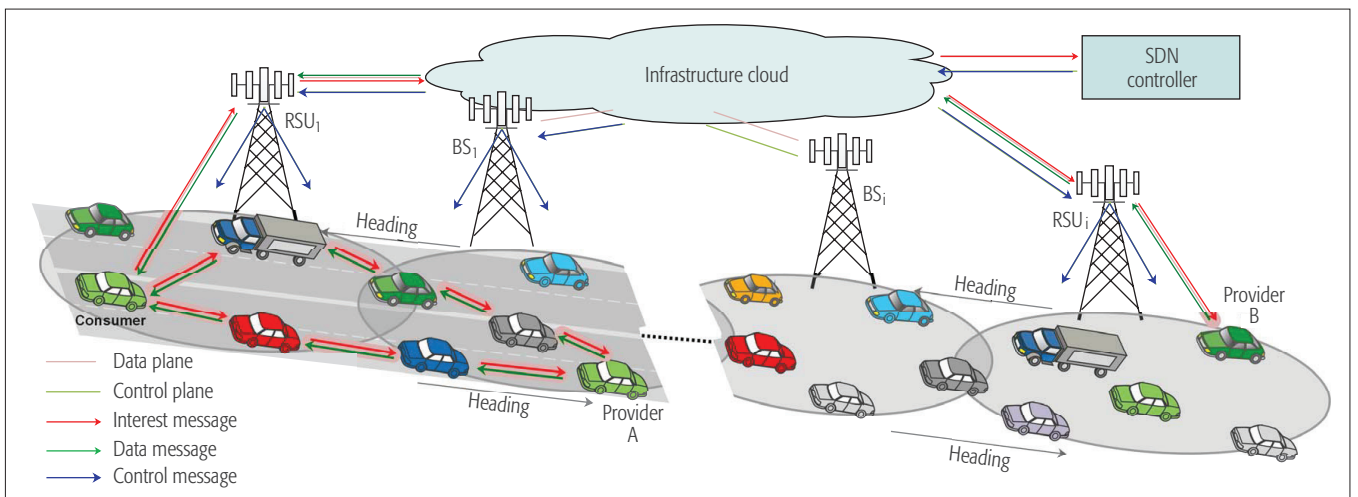 Infrastructure cloud
SDN
controller
RSU1
BS1
BSi
RSUi
Heading
Heading
Provider
B
Consumer
Heading
Provider
A
Heading
Data plane
Control plane
Interest message
Data message
Control message